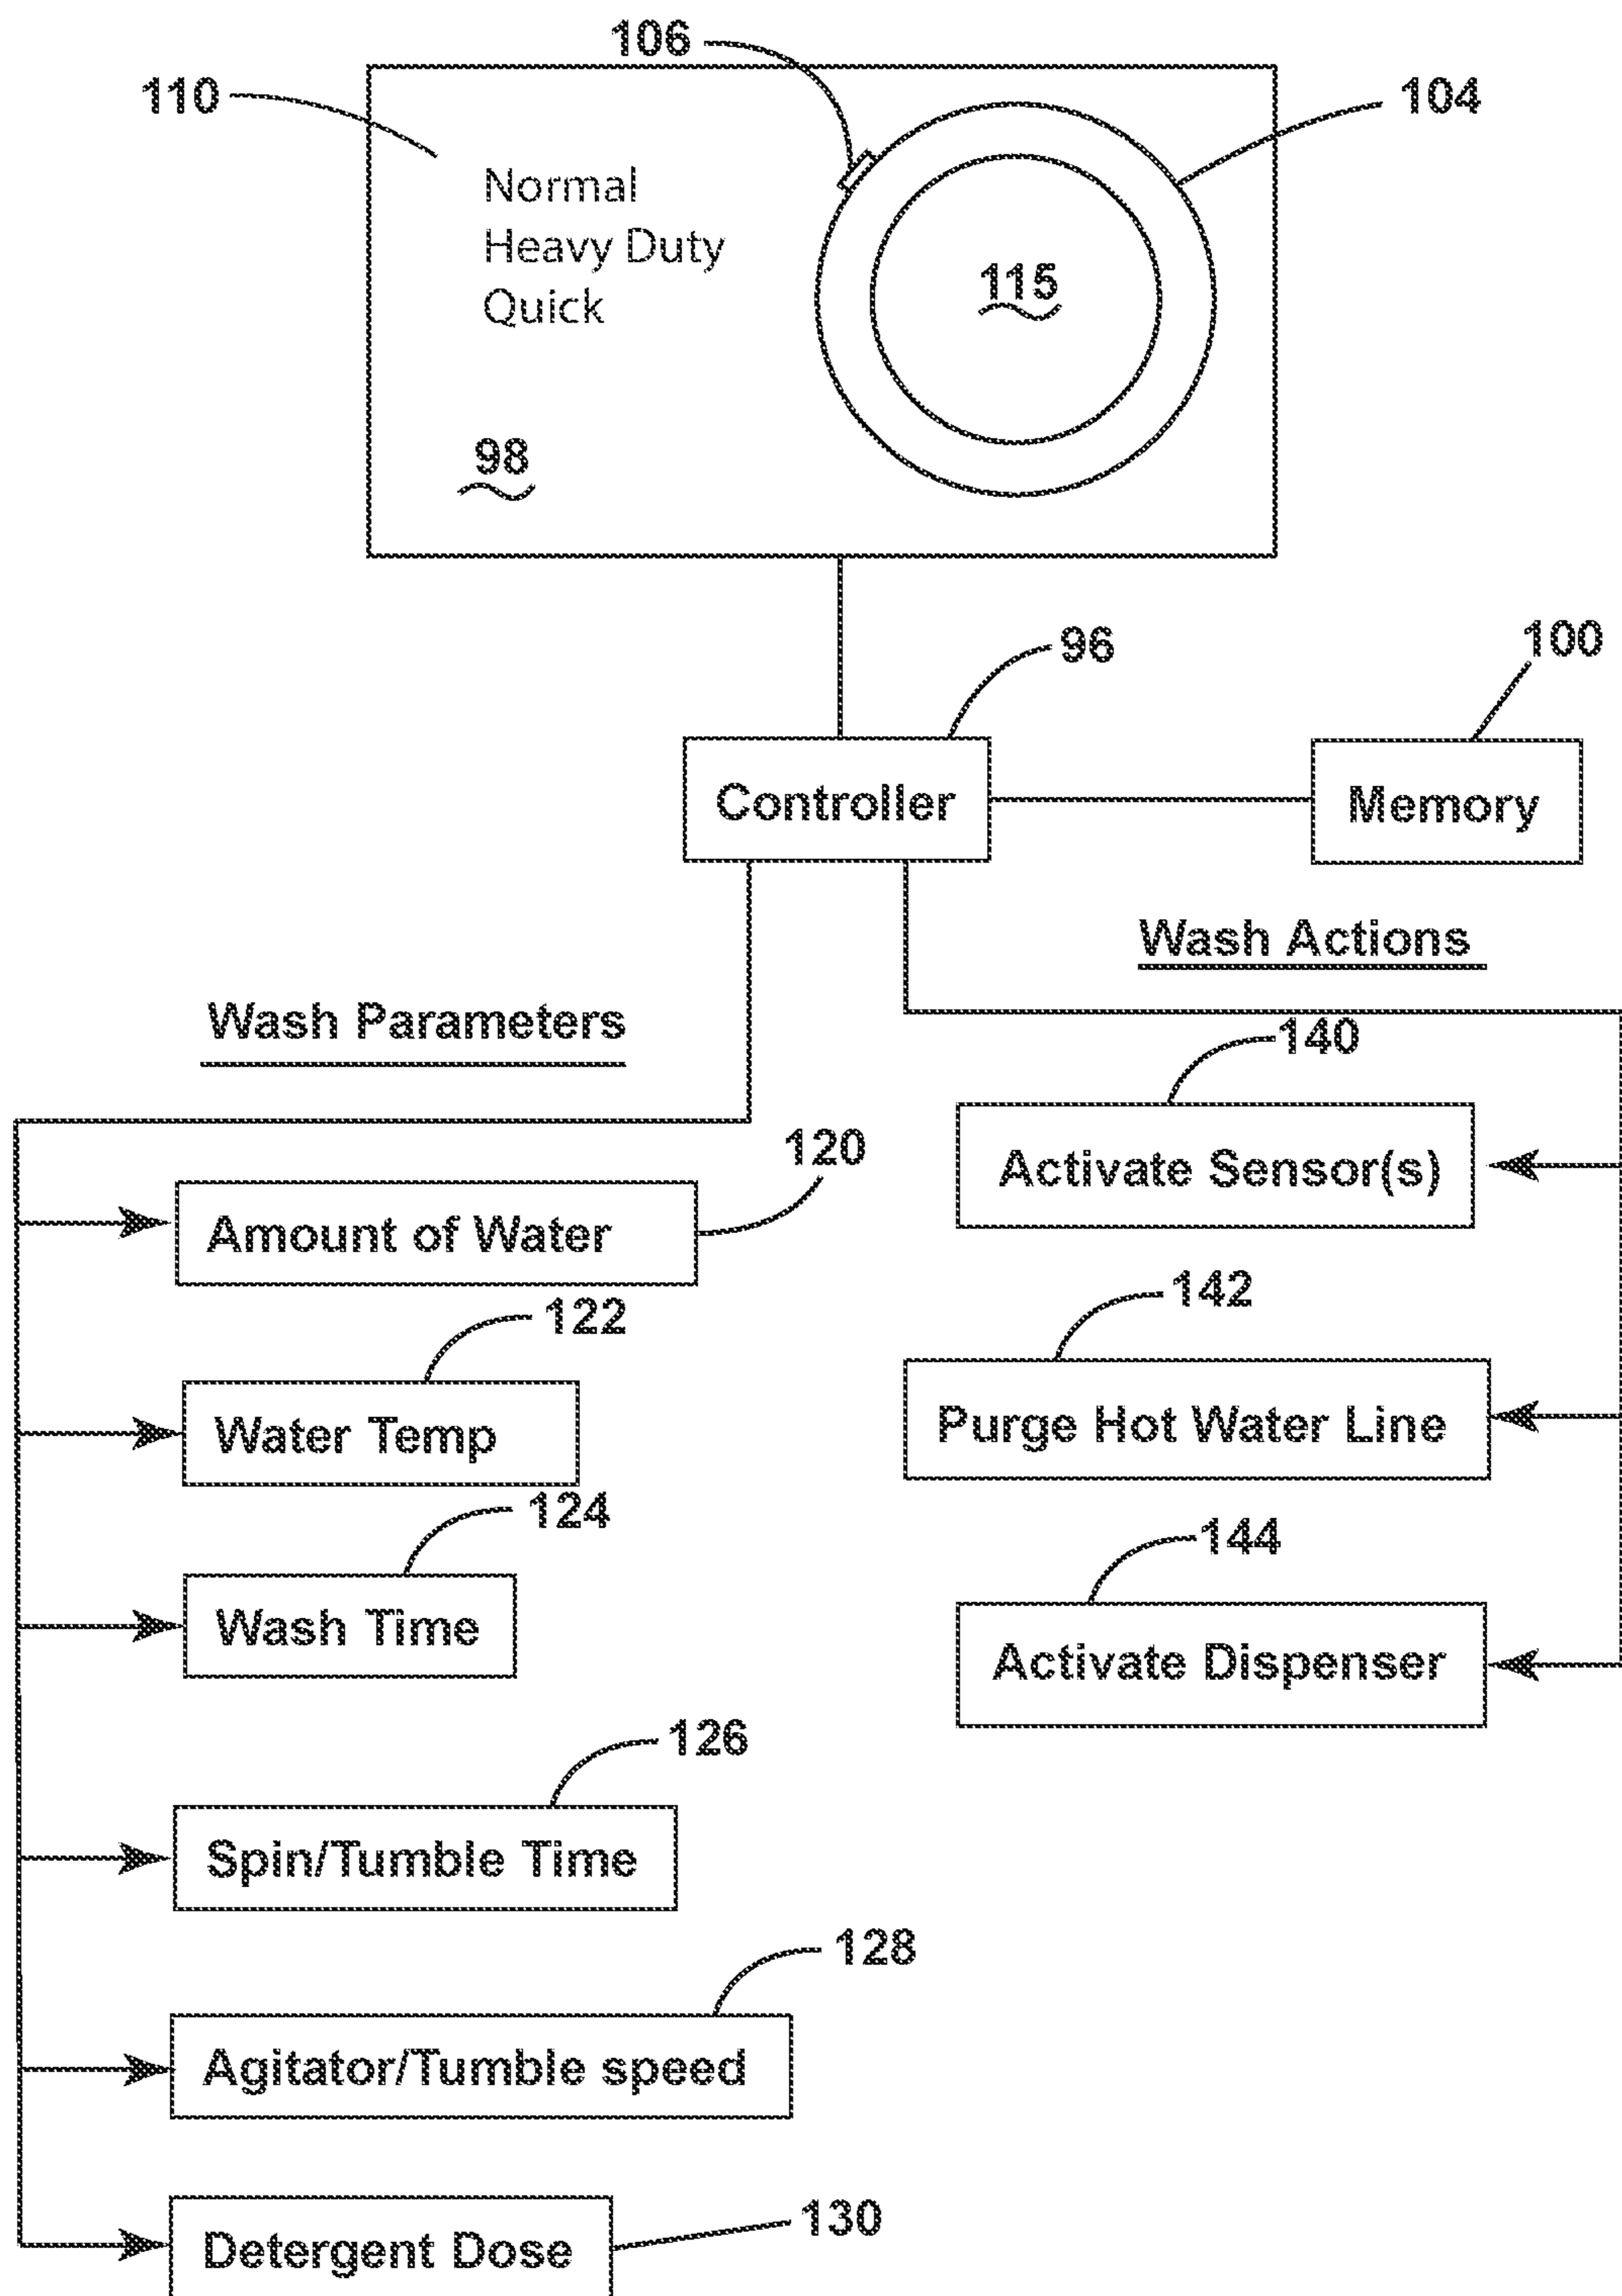 106
110
104
Normal
Heavy Duty
Quick
115
98
96
100
Controller
Memory
Wash Actions
Wash Parameters
140
Activate Sensor(s)
120
Amount of Water
142
122
Purge Hot Water Line
Water Temp
124
144
Wash Time
Activate Dispenser
126
Spin/Tumble Time
128
Agitator/Tumble speed
130
Detergent Dose